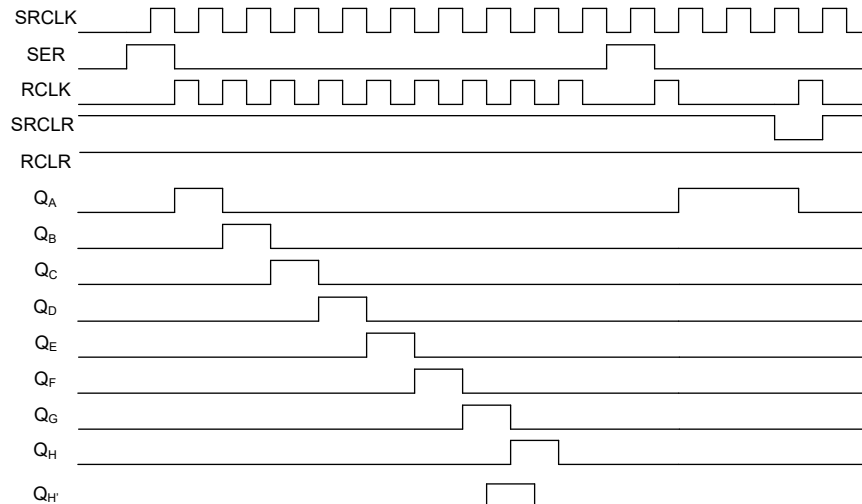 SRCLK
SER
RCLK
SRCLR
RCLR
QA
QB
QC
QD
QE
QF
QG
QH
QH'